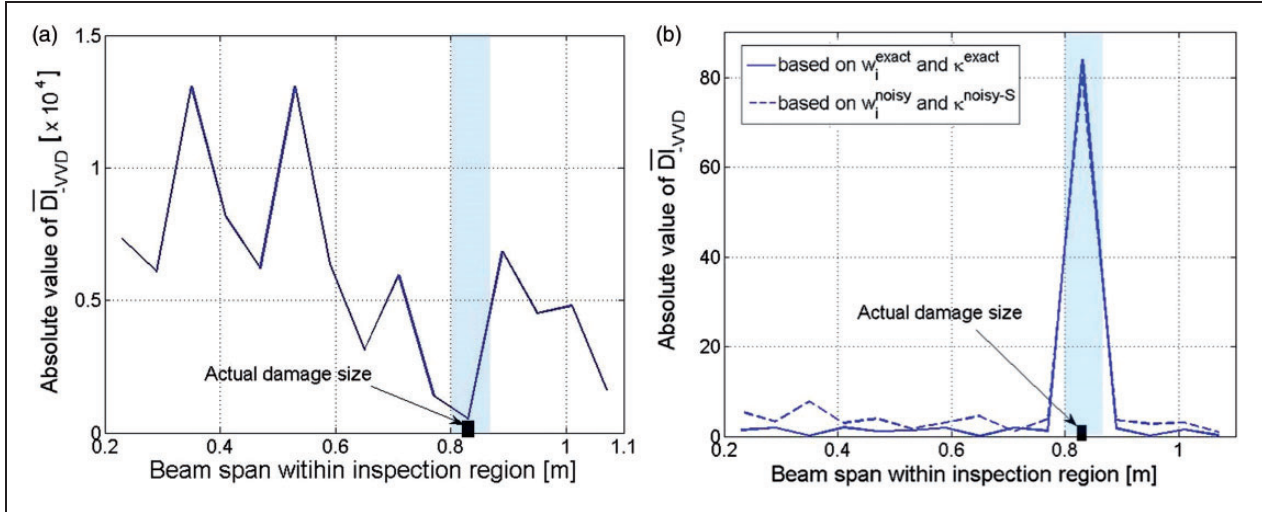 (a)
1.5
1
0.5
0
Absolute value of D̅I̅_-VVD [ x 10^4]
Actual damage size
0.2 0.4 0.6 0.8 1 1.1
Beam span witihin inspection region [m]
(b)
80
60
40
20
0
Absolute value of D̅I̅_-VVD
based on w_i^exact and κ^exact
based on w_i^noisy and κ^noisy-S
Actual damage size
0.2 0.4 0.6 0.8 1
Beam span within inspection region [m]